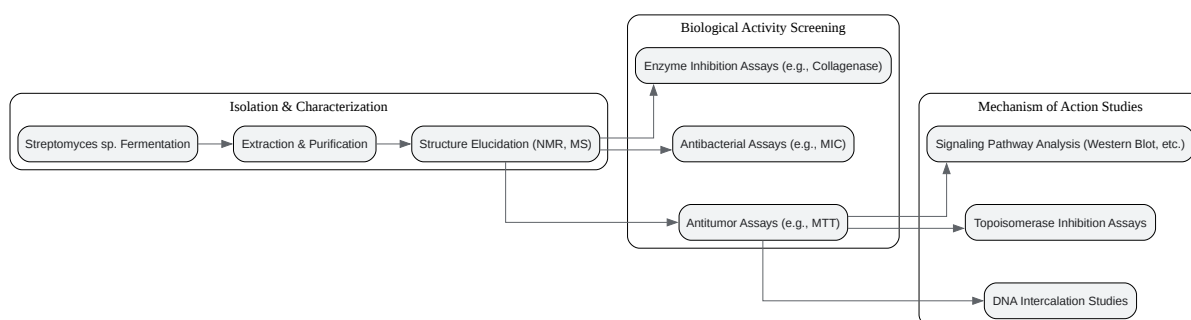 Biological Activity Screening
Enzyme Inhibition Assays (e.g., Collagenase)
Isolation & Characterization
Mechanism of Action Studies
Streptomyces sp. Fermentation
Extraction & Purification
Structure Elucidation (NMR, MS)
Antibacterial Assays (e.g., MIC)
Signaling Pathway Analysis (Western Blot, etc.)
Antitumor Assays (e.g., MTT)
Topoisomerase Inhibition Assays
DNA Intercalation Studies